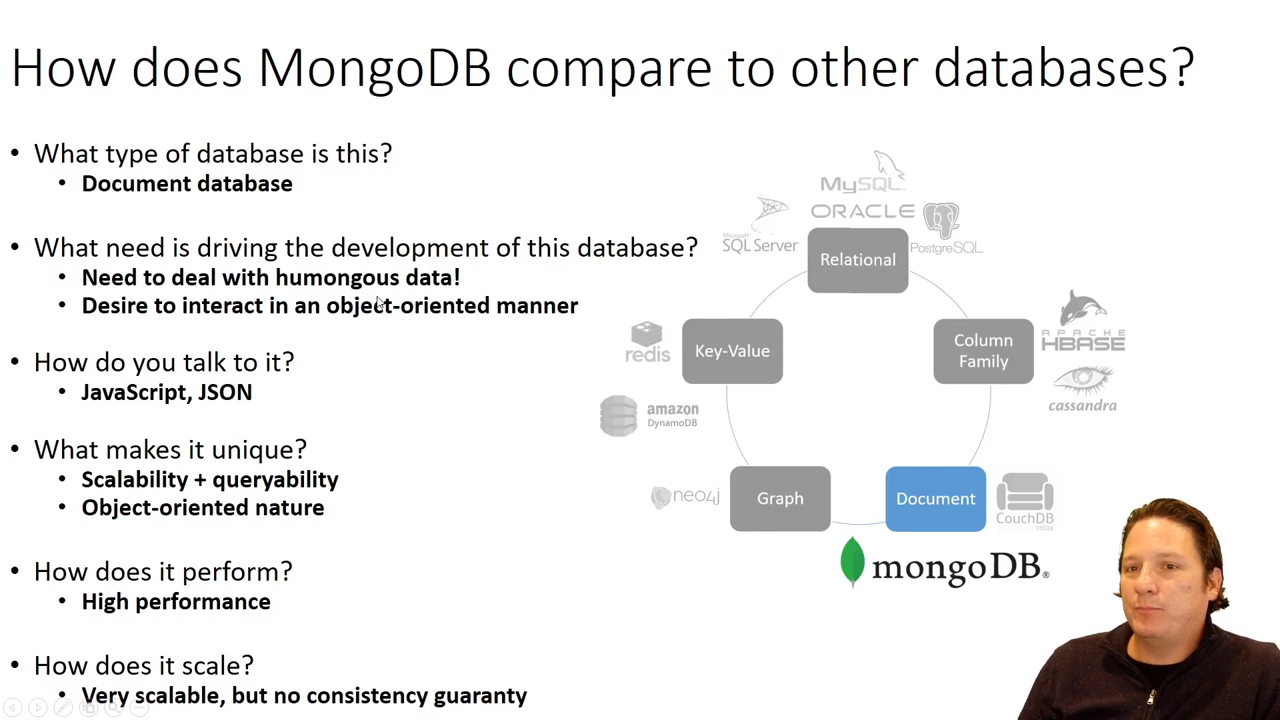 How does MongoDB compare to other databases?
• What type of database is this?
• Document database
• What need is driving the development of this database?
• Need to deal with humongous data!
• Desire to interact in an object-oriented manner
• How do you talk to it?
• JavaScript, JSON
• What makes it unique?
• Scalability + queryability
• Object-oriented nature
• How does it perform?
• High performance
• How does it scale?
• Very scalable, but no consistency guaranty
MySQL
ORACLE
Microsoft
SQL Server
PostgreSQL
Relational
redis
Key-Value
Column
Family
APACHE
HBASE
amazon
DynamoDB
cassandra
neo4j
Graph
Document
CouchDB
relax
mongoDB®